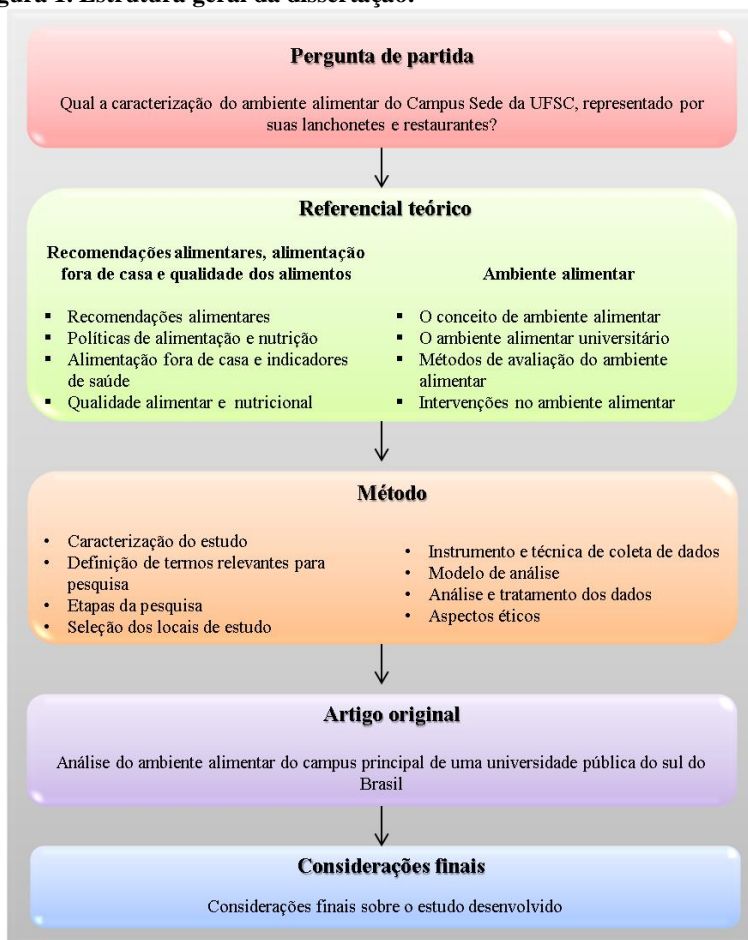 Figura 1. Estrutura geral da dissertação.
Pergunta de partida
Qual a caracterização do ambiente alimentar do Campus Sede da UFSC, representado por
suas lanchonetes e restaurantes?
Referencial teórico
Recomendações alimentares, alimentação
fora de casa e qualidade dos alimentos
▪ Recomendações alimentares
▪ Políticas de alimentação e nutrição
▪ Alimentação fora de casa e indicadores
de saúde
▪ Qualidade alimentar e nutricional
Ambiente alimentar
▪ O conceito de ambiente alimentar
▪ O ambiente alimentar universitário
▪ Métodos de avaliação do ambiente
alimentar
▪ Intervenções no ambiente alimentar
Método
• Caracterização do estudo
• Definição de termos relevantes para
pesquisa
• Etapas da pesquisa
• Seleção dos locais de estudo
• Instrumento e técnica de coleta de dados
• Modelo de análise
• Análise e tratamento dos dados
• Aspectos éticos
Artigo original
Análise do ambiente alimentar do campus principal de uma universidade pública do sul do
Brasil
Considerações finais
Considerações finais sobre o estudo desenvolvido